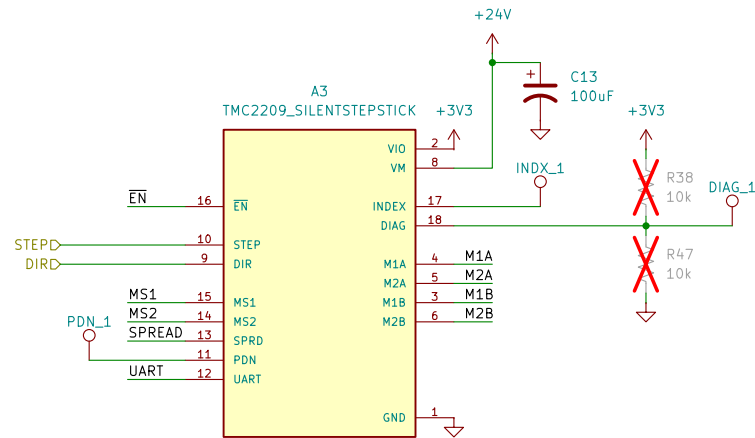 +24V
C13
100uF
A3
TMC2209_SILENTSTEPSTICK
+3V3
+3V3
VIO 2
VM 8
INDX_1
R38
10k
DIAG_1
EN 16 EN
INDEX 17
DIAG 18
STEP 10 STEP
DIR 9 DIR
R47
10k
M1A 4 M1A
M2A 5 M2A
M1B 3 M1B
M2B 6 M2B
MS1 15 MS1
MS2 14 MS2
SPREAD 13 SPRD
PDN_1
11 PDN
UART 12 UART
GND 1